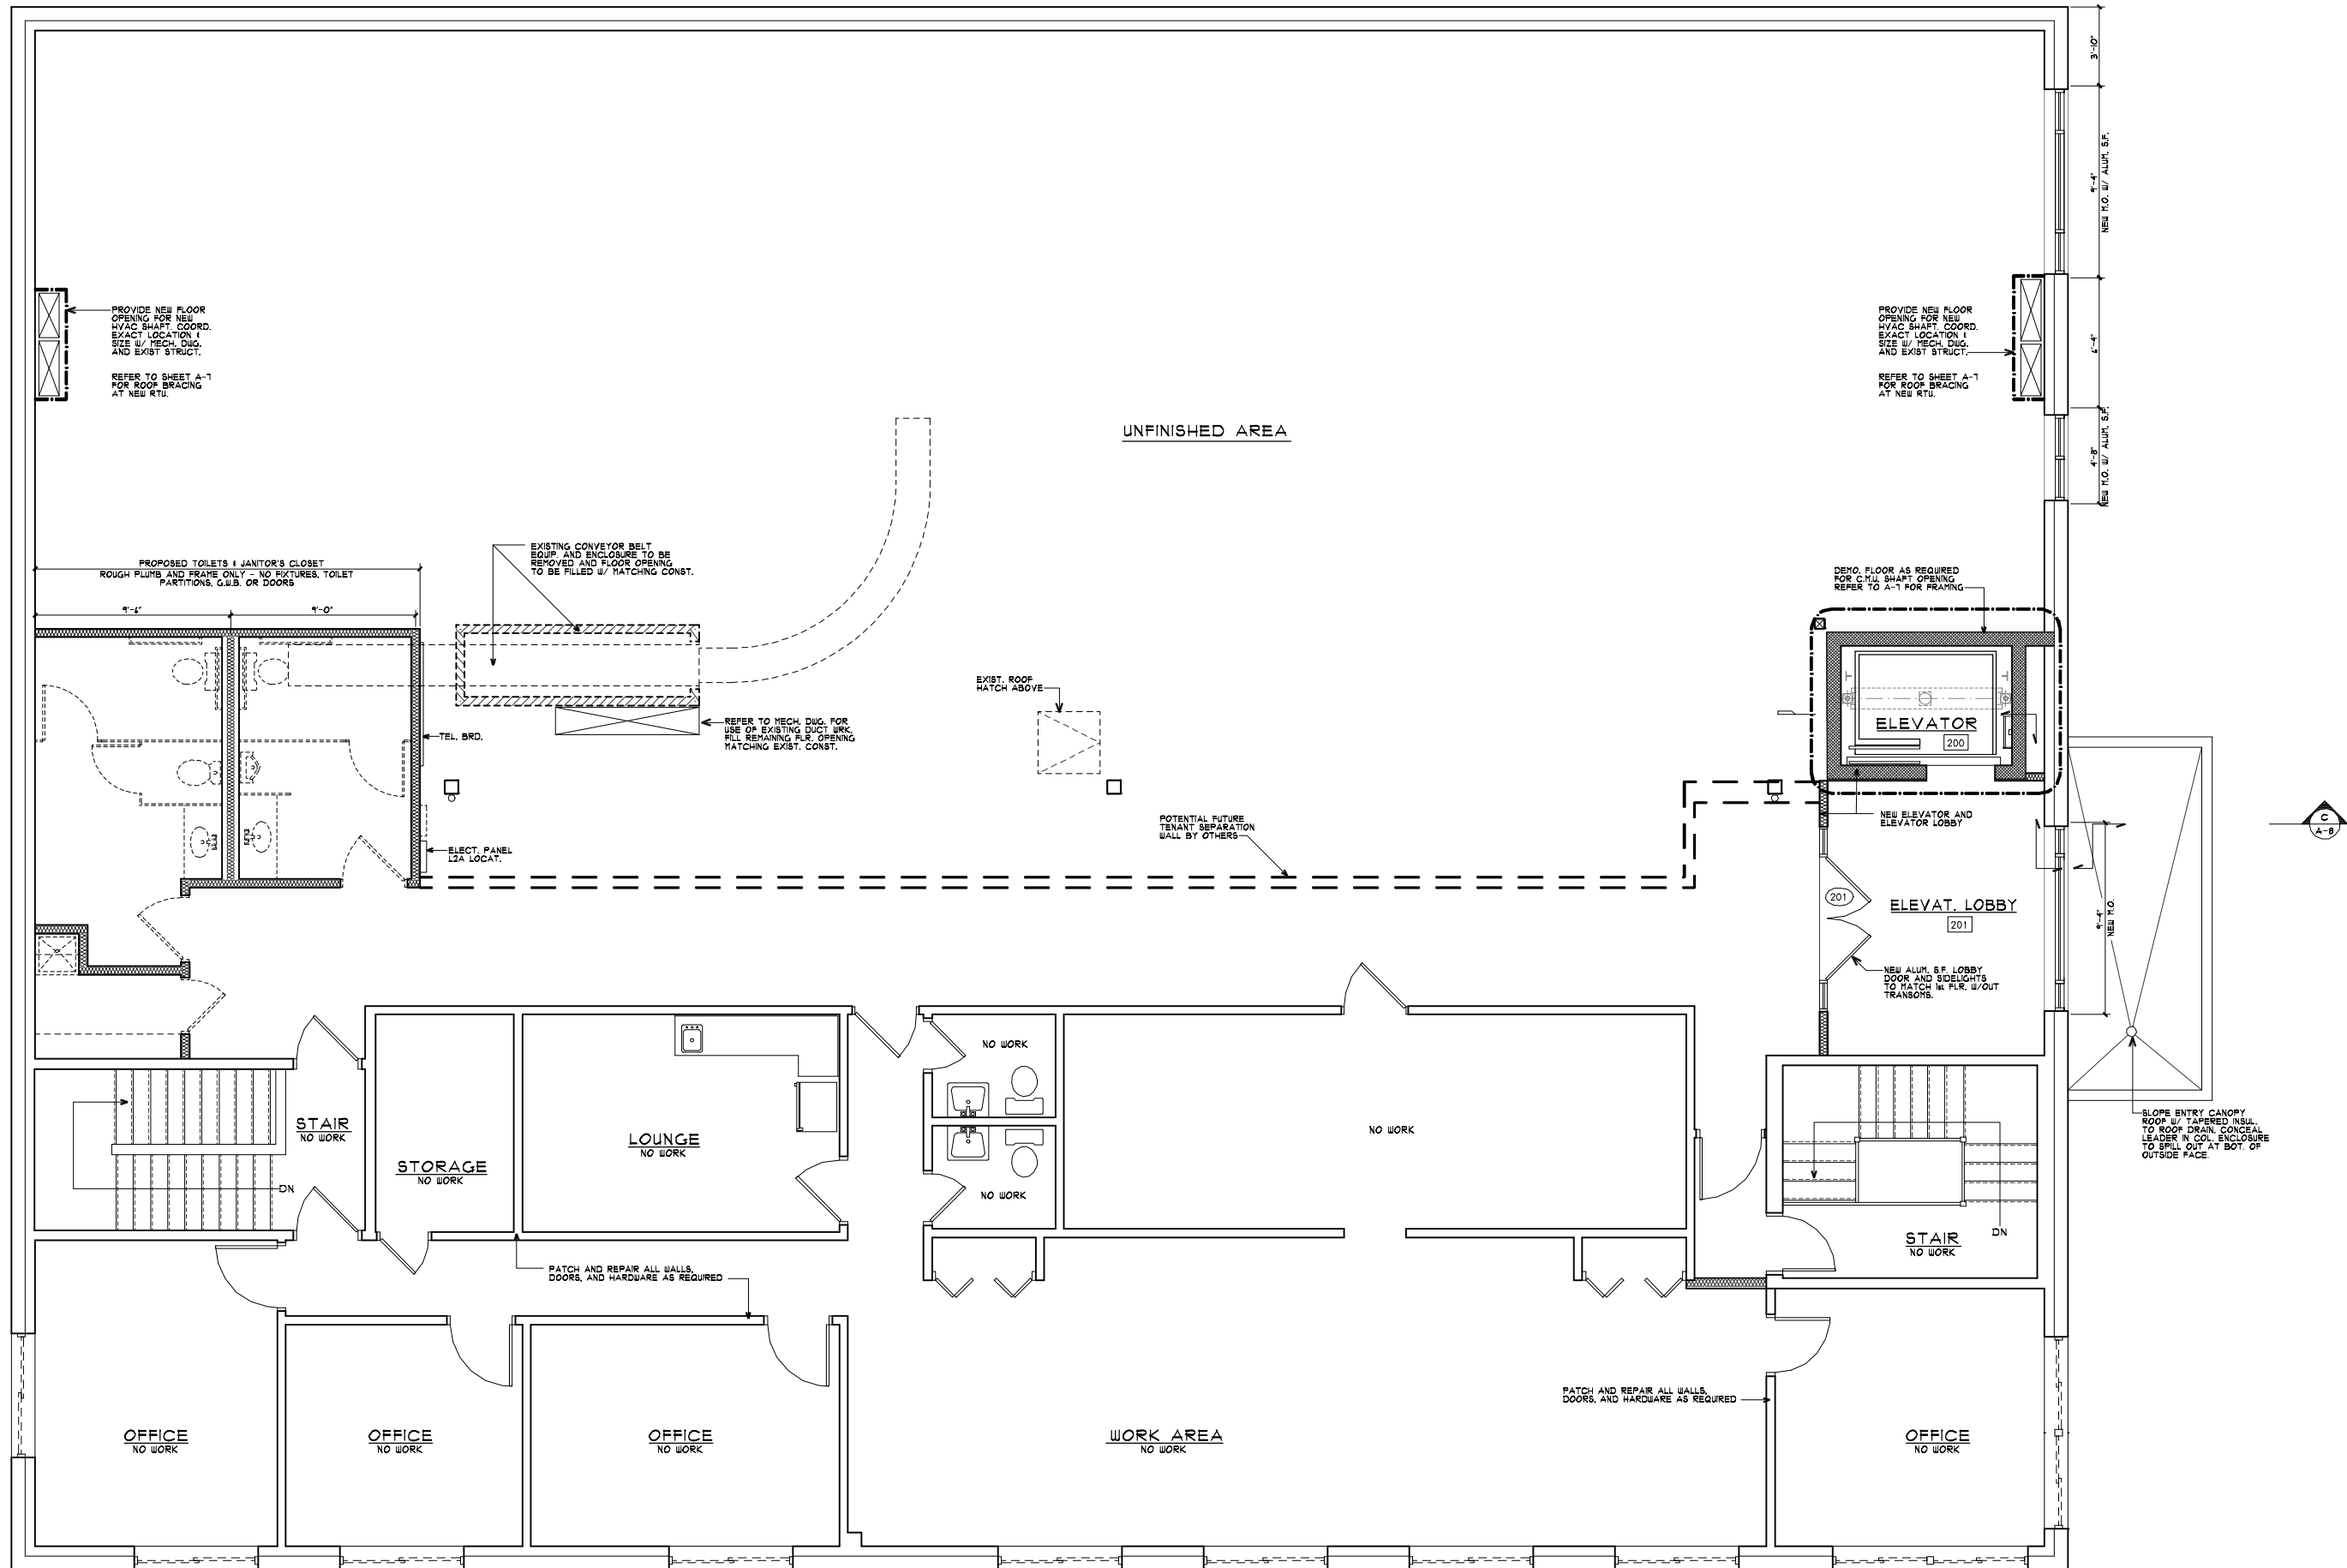 3'-10"
9'-4"
NEW M.O. W/ ALUM. S.F.
6'-4"
4'-8"
NEW M.O. W/ ALUM. S.F.
PROVIDE NEW FLOOR
OPENING FOR NEW
HVAC SHAFT. COORD.
EXACT LOCATION &
SIZE W/ MECH. DWG.
AND EXIST STRUCT.
REFER TO SHEET A-7
FOR ROOF BRACING
AT NEW RTU.
PROVIDE NEW FLOOR
OPENING FOR NEW
HVAC SHAFT. COORD.
EXACT LOCATION &
SIZE W/ MECH. DWG.
AND EXIST STRUCT.
REFER TO SHEET A-7
FOR ROOF BRACING
AT NEW RTU.
UNFINISHED AREA
EXISTING CONVEYOR BELT
EQUIP. AND ENCLOSURE TO BE
REMOVED AND FLOOR OPENING
TO BE FILLED W/ MATCHING CONST.
PROPOSED TOILETS & JANITOR'S CLOSET
ROUGH PLUMB AND FRAME ONLY - NO FIXTURES, TOILET
PARTITIONS, G.W.B. OR DOORS
9'-6"
9'-0"
DEMO. FLOOR AS REQUIRED
FOR C.M.U. SHAFT OPENING
REFER TO A-7 FOR FRAMING
EXIST. ROOF
HATCH ABOVE
REFER TO MECH. DWG. FOR
USE OF EXISTING DUCT WRK.
FILL REMAINING FLR. OPENING
MATCHING EXIST. CONST.
TEL. BRD.
ELEVATOR
200
POTENTIAL FUTURE
TENANT SEPARATION
WALL BY OTHERS
NEW ELEVATOR AND
ELEVATOR LOBBY
C
A-8
ELECT. PANEL
L2A LOCAT.
201
ELEVAT. LOBBY
201
9'-4"
NEW M.O.
NEW ALUM. S.F. LOBBY
DOOR AND SIDELIGHTS
TO MATCH 1st FLR. W/OUT
TRANSOMS.
NO WORK
STAIR
NO WORK
LOUNGE
NO WORK
NO WORK
SLOPE ENTRY CANOPY
ROOF W/ TAPERED INSUL.
TO ROOF DRAIN. CONCEAL
LEADER IN COL. ENCLOSURE
TO SPILL OUT AT BOT. OF
OUTSIDE FACE.
STORAGE
NO WORK
DN
NO WORK
STAIR
NO WORK
DN
PATCH AND REPAIR ALL WALLS,
DOORS, AND HARDWARE AS REQUIRED
PATCH AND REPAIR ALL WALLS,
DOORS, AND HARDWARE AS REQUIRED
OFFICE
NO WORK
OFFICE
NO WORK
OFFICE
NO WORK
WORK AREA
NO WORK
OFFICE
NO WORK